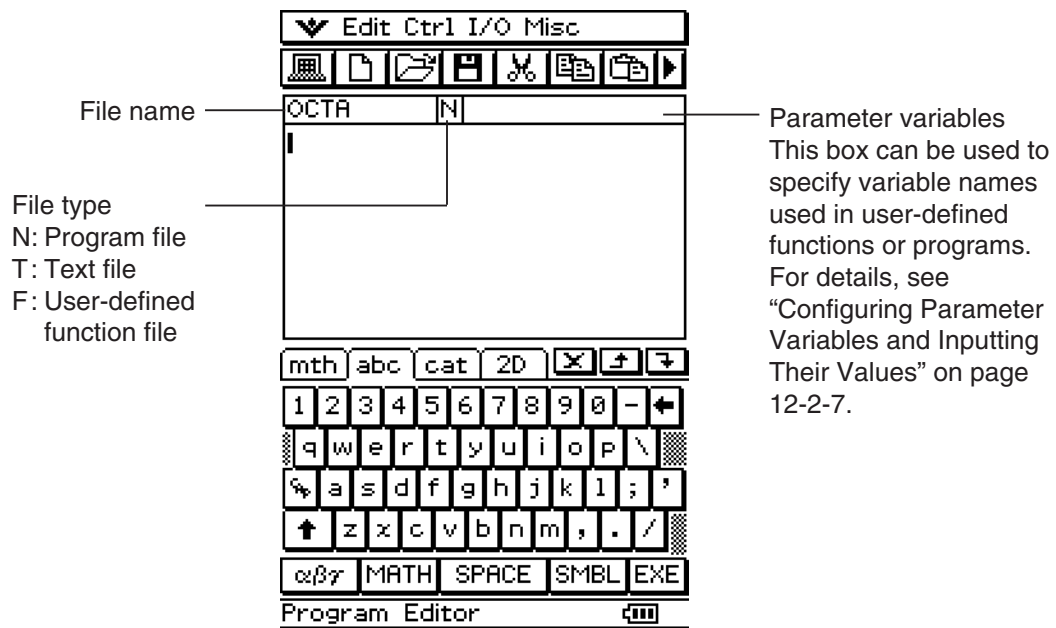 Edit Ctrl I/O Misc
File name
OCTA N
File type
N: Program file
T: Text file
F: User-defined
function file
Parameter variables
This box can be used to
specify variable names
used in user-defined
functions or programs.
For details, see
“Configuring Parameter
Variables and Inputting
Their Values” on page
12-2-7.
mth abc cat 2D
1 2 3 4 5 6 7 8 9 0 -
q w e r t y u i o p \
a s d f g h j k l ; '
z x c v b n m , . /
αβγ MATH SPACE SMBL EXE
Program Editor